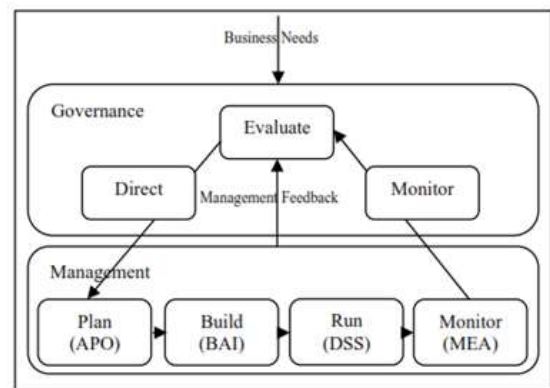 Business Needs
Governance
Evaluate
Direct
Management Feedback
Monitor
Management
Plan
(APO)
Build
(BAI)
Run
(DSS)
Monitor
(MEA)